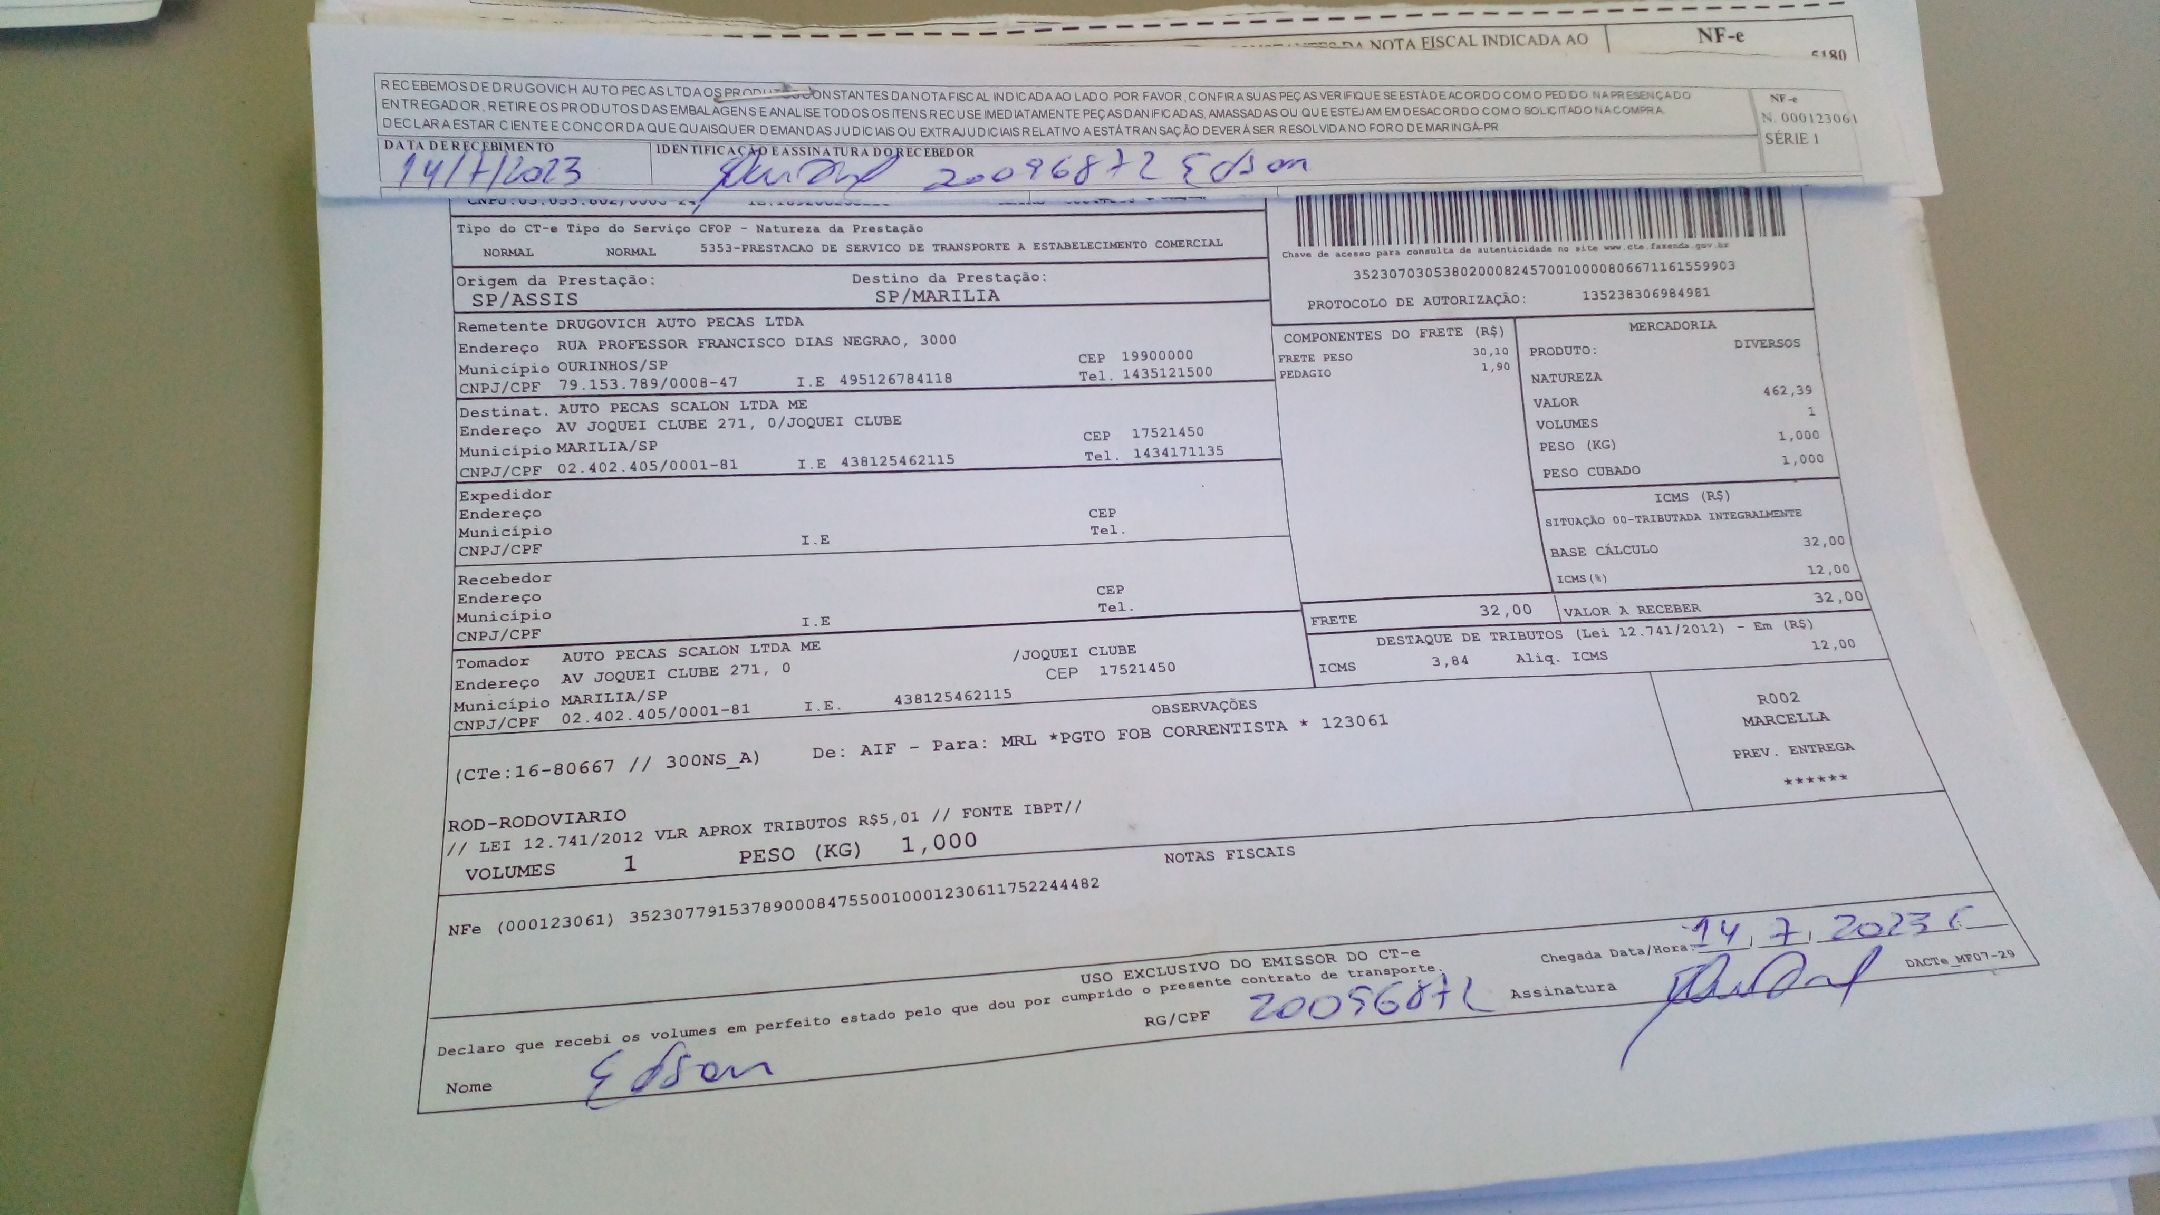 DA NOTA FISCAL INDICADA AO
NF-e
5180
RECEBEMOS DE DRUGOVICH AUTO PECAS LTDA OS PRODUTOS CONSTANTES DA NOTA FISCAL INDICADA AO LADO. POR FAVOR, CONFIRA SUAS PEÇAS VERIFIQUE SE ESTÁ DE ACORDO COM O PEDIDO. NA PRESENÇA DO
ENTREGADOR, RETIRE OS PRODUTOS DAS EMBALAGENS E ANALISE TODOS OS ITENS RECUSE IMEDIATAMENTE PEÇAS DANIFICADAS, AMASSADAS OU QUE ESTEJAM EM DESACORDO COM O SOLICITADO NA COMPRA.
DECLARA ESTAR CIENTE E CONCORDA QUE QUAISQUER DEMANDAS JUDICIAIS OU EXTRAJUDICIAIS RELATIVO A ESTÁ TRANSAÇÃO DEVERÁ SER RESOLVIDA NO FORO DE MARINGÁ-PR
NF-e
N. 000123061
SÉRIE 1
DATA DE RECEBIMENTO
IDENTIFICAÇÃO E ASSINATURA DO RECEBEDOR
14/7/2023
20096872 Edson
Tipo do CT-e Tipo do Serviço CFOP - Natureza da Prestação
NORMAL NORMAL 5353-PRESTACAO DE SERVICO DE TRANSPORTE A ESTABELECIMENTO COMERCIAL
Origem da Prestação: Destino da Prestação:
SP/ASSIS SP/MARILIA
Chave de acesso para consulta de autenticidade no site www.cte.fazenda.gov.br
35230703053802000824570010000806671161559903
PROTOCOLO DE AUTORIZAÇÃO: 135238306984981
Remetente DRUGOVICH AUTO PECAS LTDA
Endereço RUA PROFESSOR FRANCISCO DIAS NEGRAO, 3000
Município OURINHOS/SP CEP 19900000
CNPJ/CPF 79.153.789/0008-47 I.E 495126784118 Tel. 1435121500
Destinat. AUTO PECAS SCALON LTDA ME
Endereço AV JOQUEI CLUBE 271, 0/JOQUEI CLUBE
Município MARILIA/SP CEP 17521450
CNPJ/CPF 02.402.405/0001-81 I.E 438125462115 Tel. 1434171135
Expedidor
Endereço CEP
Município Tel.
CNPJ/CPF I.E
Recebedor
Endereço CEP
Município Tel.
CNPJ/CPF I.E
Tomador AUTO PECAS SCALON LTDA ME /JOQUEI CLUBE
Endereço AV JOQUEI CLUBE 271, 0 CEP 17521450
Município MARILIA/SP
CNPJ/CPF 02.402.405/0001-81 I.E. 438125462115
COMPONENTES DO FRETE (R$)
FRETE PESO 30,10
PEDAGIO 1,90
MERCADORIA
PRODUTO: DIVERSOS
NATUREZA
VALOR 462,39
VOLUMES 1
PESO (KG) 1,000
PESO CUBADO 1,000
ICMS (R$)
SITUAÇÃO 00-TRIBUTADA INTEGRALMENTE
BASE CÁLCULO 32,00
ICMS(%) 12,00
FRETE 32,00 VALOR A RECEBER 32,00
DESTAQUE DE TRIBUTOS (Lei 12.741/2012) - Em (R$)
ICMS 3,84 Aliq. ICMS 12,00
OBSERVAÇÕES
(CTe:16-80667 // 300NS_A) De: AIF - Para: MRL *PGTO FOB CORRENTISTA * 123061
ROD-RODOVIARIO
// LEI 12.741/2012 VLR APROX TRIBUTOS R$5,01 // FONTE IBPT//
VOLUMES 1 PESO (KG) 1,000
R002
MARCELLA
PREV. ENTREGA
******
NOTAS FISCAIS
NFe (000123061) 35230779153789000847550010001230611752244482
USO EXCLUSIVO DO EMISSOR DO CT-e
Chegada Data/Hora 14, 7, 2023
Declaro que recebi os volumes em perfeito estado pelo que dou por cumprido o presente contrato de transporte.
DACTe_MF07-29
RG/CPF 20096872 Assinatura
Nome Edson